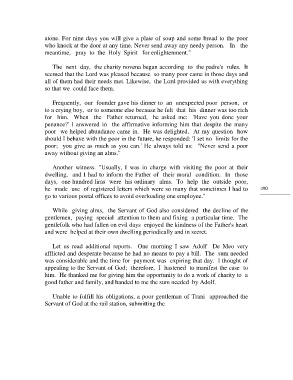 alone. For nine days you will give a plate of soup and some bread to the poor
who knock at the door at any time. Never send away any needy person. In the
meantime, pray to the Holy Spirit for enlightenment."
The next day, the charity novena began according to the padre's rules. It
seemed that the Lord was pleased because so many poor came in those days and
all of them had their needs met. Likewise, the Lord provided us with everything
so that we could face them.
Frequently, our founder gave his dinner to an unexpected poor person, or
to a crying boy, or to someone else because he felt that his dinner was too rich
for him. When the Father returned, he asked me: 'Have you done your
penance?' I answered in the affirmative informing him that despite the many
poor we helped abundance came in. He was delighted. At my question how
should I behave with the poor in the future, he responded: 'I set no limits for the
poor; you give as much as you can.' He always told us: "Never send a poor
away without giving an alms."
Another witness. "Usually, I was in charge with visiting the poor at their
dwelling, and I had to inform the Father of their moral condition. In those
days, one hundred lires were his ordinary alms. To help the outside poor,
he made use of registered letters which were so many that sometimes I had to
go to various postal offices to avoid overloading one employee."
While giving alms, the Servant of God also considered the decline of the
gentlemen, paying special attention to them and fixing a particular time. The
gentlefolk who had fallen on evil days enjoyed the kindness of the Father's heart
and were helped at their own dwelling periodically and in secret.
Let us read additional reports. One morning I saw Adolf De Meo very
afflicted and desperate because he had no means to pay a bill. The sum needed
was considerable and the time for payment was expiring that day. I thought of
appealing to the Servant of God; therefore, I hastened to manifest the case to
him. He thanked me for giving him the opportunity to do a work of charity to a
good father and family, and handed to me the sum needed by Adolf.
Unable to fulfill his obligations, a poor gentleman of Trani approached the
Servant of God at the rail station, submitting the